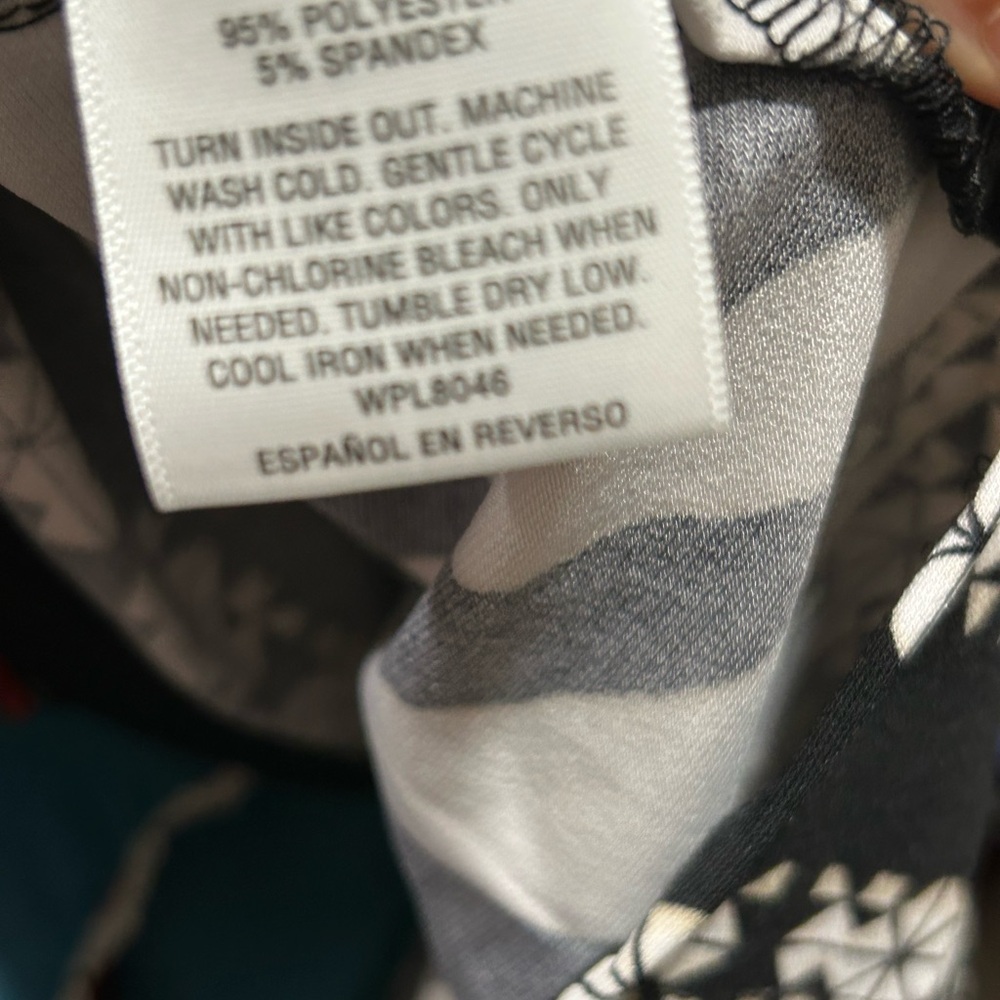 95% POLYESTER
5% SPANDEX
TURN INSIDE OUT. MACHINE
WASH COLD. GENTLE CYCLE
WITH LIKE COLORS. ONLY
NON-CHLORINE BLEACH WHEN
NEEDED. TUMBLE DRY LOW.
COOL IRON WHEN NEEDED.
WPL8046
ESPAÑOL EN REVERSO